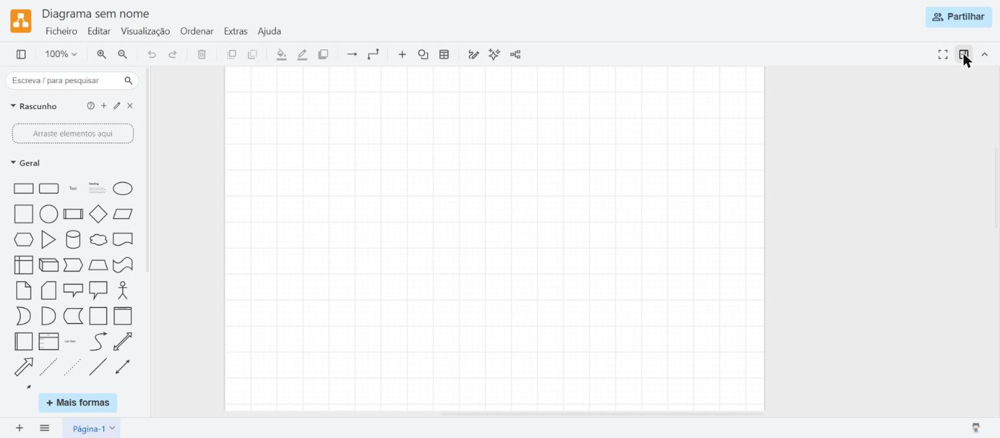 Diagrama sem nome
Partilhar
Ficheiro Editar Visualização Ordenar Extras Ajuda
100%
Escreva / para pesquisar
Rascunho
Arraste elementos aqui
Geral
Text
Heading
List Item
+ Mais formas
Página-1